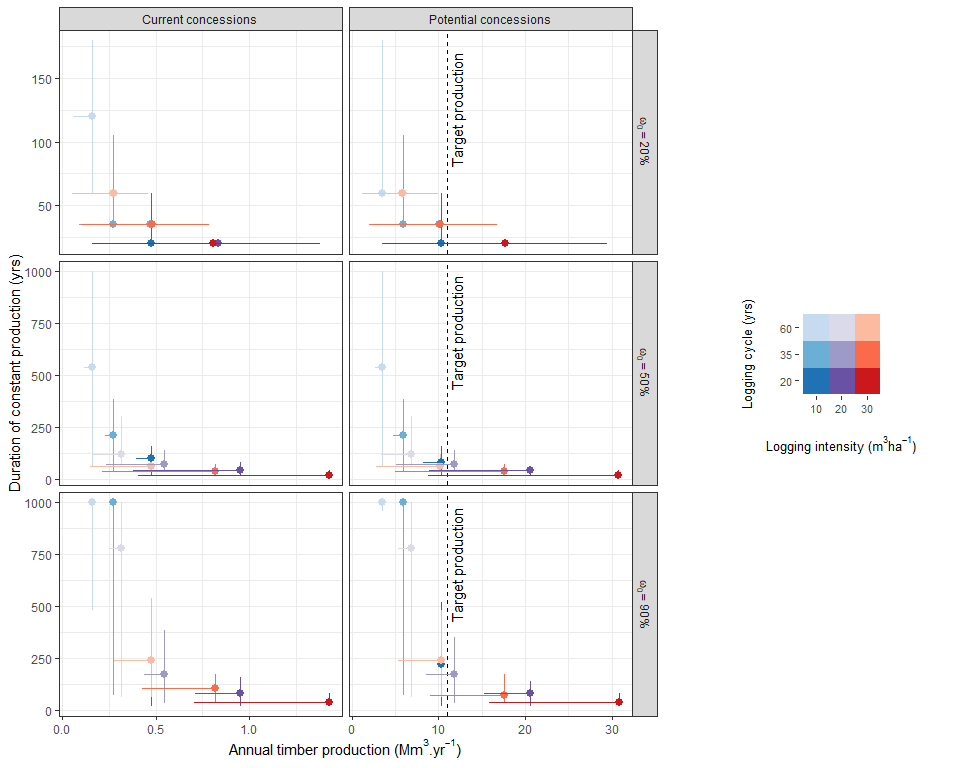 Current concessions
Potential concessions
150
100
50
Target production
ω₀ = 20%
1000
750
500
250
0
Target production
ω₀ = 50%
1000
750
500
250
0
Target production
ω₀ = 90%
0.0
0.5
1.0
0
10
20
30
Duration of constant production (yrs)
Annual timber production (Mm³.yr⁻¹)
Logging cycle (yrs)
60
35
20
10
20
30
Logging intensity (m³ha⁻¹)